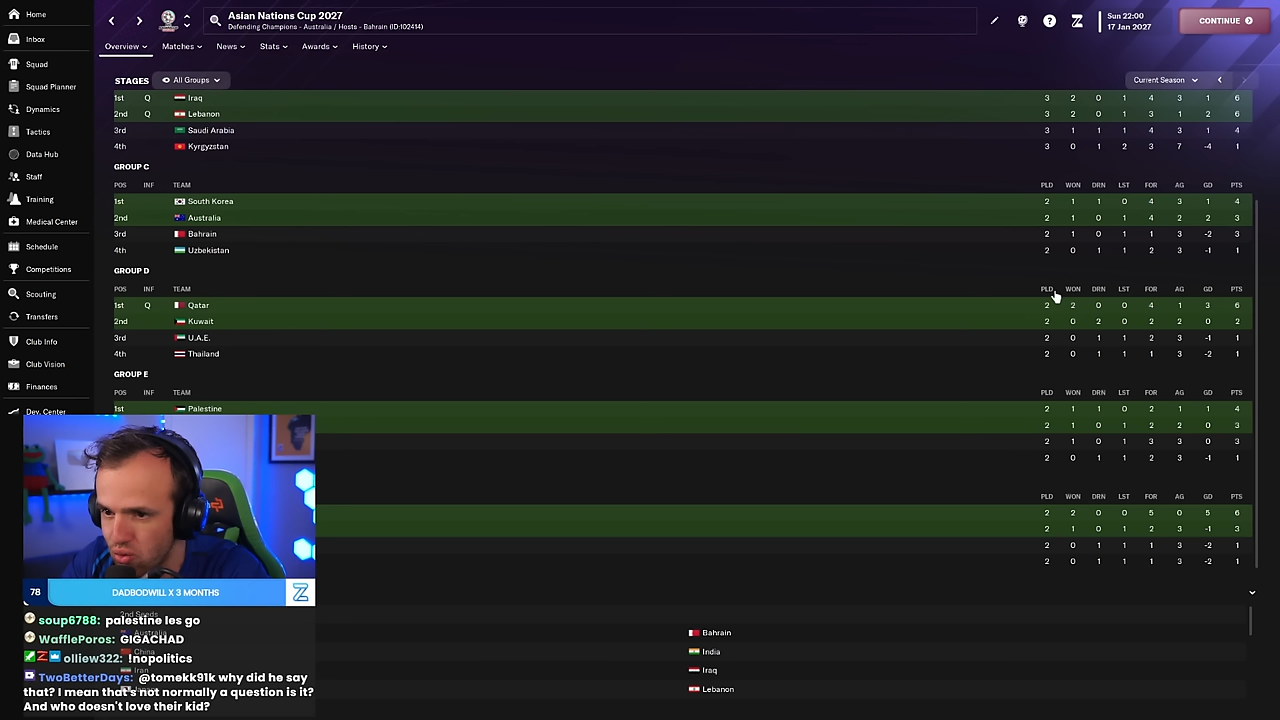 Home
Inbox
Squad
Squad Planner
Dynamics
Tactics
Data Hub
Staff
Training
Medical Center
Schedule
Competitions
Scouting
Transfers
Club Info
Club Vision
Finances
Dev. Center
Asian Nations Cup 2027
Defending Champions - Australia / Hosts - Bahrain (ID:102414)
Sun 22:00
17 Jan 2027
CONTINUE
Overview Matches News Stats Awards History
STAGES All Groups Current Season
1st Q Iraq 3 2 0 1 4 3 1 6
2nd Q Lebanon 3 2 0 1 3 1 2 6
3rd Saudi Arabia 3 1 1 1 4 3 1 4
4th Kyrgyzstan 3 0 1 2 3 7 -4 1
GROUP C
POS INF TEAM PLD WON DRN LST FOR AG GD PTS
1st South Korea 2 1 1 0 4 3 1 4
2nd Australia 2 1 0 1 4 2 2 3
3rd Bahrain 2 1 0 1 1 3 -2 3
4th Uzbekistan 2 0 1 1 2 3 -1 1
GROUP D
POS INF TEAM PLD WON DRN LST FOR AG GD PTS
1st Q Qatar 2 2 0 0 4 1 3 6
2nd Kuwait 2 0 2 0 2 2 0 2
3rd U.A.E. 2 0 1 1 2 3 -1 1
4th Thailand 2 0 1 1 1 3 -2 1
GROUP E
POS INF TEAM PLD WON DRN LST FOR AG GD PTS
1st Palestine 2 1 1 0 2 1 1 4
2 1 0 1 2 2 0 3
2 1 0 1 3 3 0 3
2 0 1 1 2 3 -1 1
PLD WON DRN LST FOR AG GD PTS
2 2 0 0 5 0 5 6
2 1 0 1 2 3 -1 3
2 0 1 1 1 3 -2 1
2 0 1 1 1 3 -2 1
78 DADBODWILL X 3 MONTHS Z
2nd Seeds
Australia Bahrain
China India
Iran Iraq
Lebanon
soup6788: palestine les go
WafflePoros: GIGACHAD
olliew322: !nopolitics
TwoBetterDays: @tomekk91k why did he say
that? I mean that's not normally a question is it?
And who doesn't love their kid?